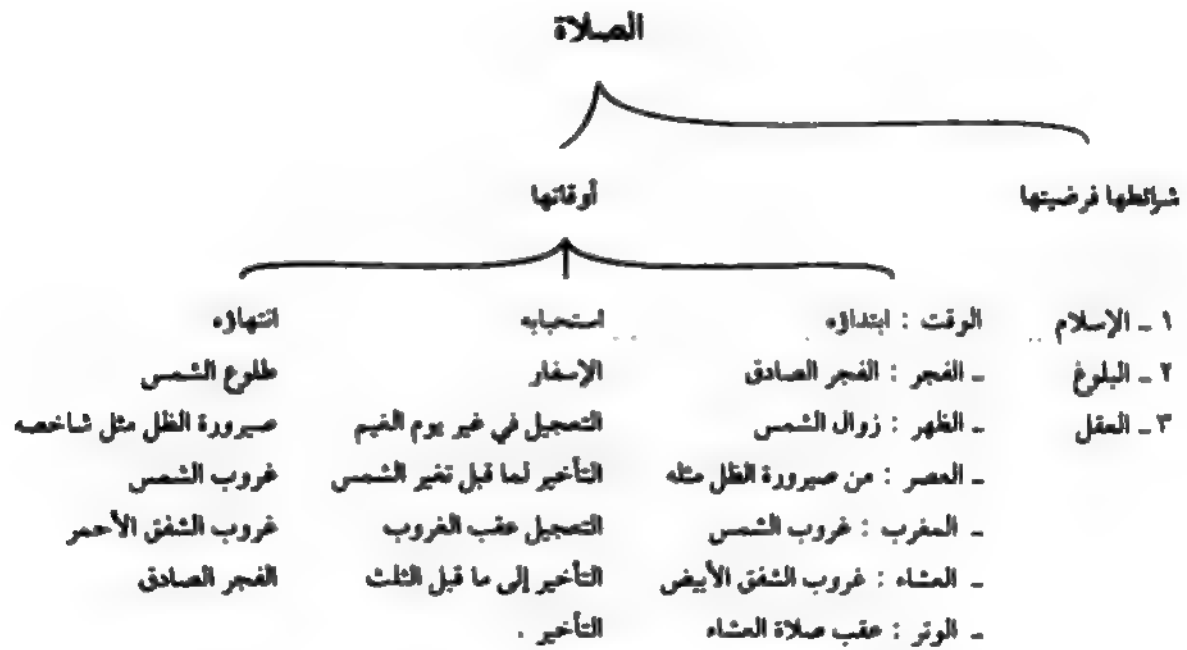 الصلاة
شرائطها فرضيتها أوقاتها
١ ـ الإسلام الوقت : ابتداؤه استحبابه انتهاؤه
٢ ـ البلوغ ـ الفجر : الفجر الصادق الإسفار طلوع الشمس
٣ ـ العقل ـ الظهر : زوال الشمس التعجيل في غير يوم الغيم صيرورة الظل مثل شاخصه
ـ العصر : من صيرورة الظل مثله التأخير لما قبل تغير الشمس غروب الشمس
ـ المغرب : غروب الشمس التعجيل عقب الغروب غروب الشفق الأحمر
ـ العشاء : غروب الشفق الأبيض التأخير إلى ما قبل الثلث الفجر الصادق
ـ الوتر : عقب صلاة العشاء التأخير .